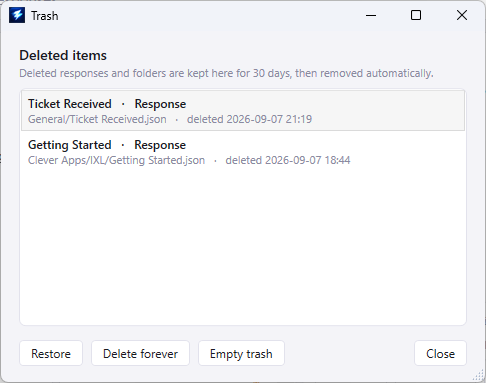 Trash
Deleted items
Deleted responses and folders are kept here for 30 days, then removed automatically.
Ticket Received · Response
General/Ticket Received.json · deleted 2026-09-07 21:19
Getting Started · Response
Clever Apps/IXL/Getting Started.json · deleted 2026-09-07 18:44
Restore Delete forever Empty trash Close